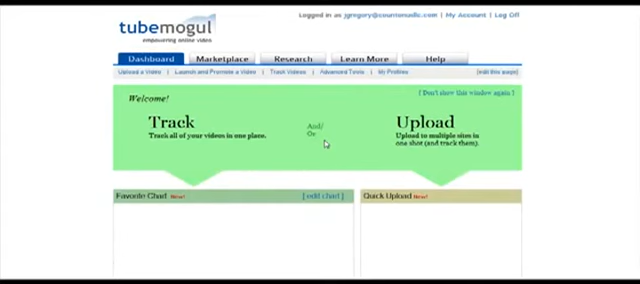 Logged in as jgregory@countonusllc.com | My Account | Log Off
tubemogul
empowering online video
Dashboard
Marketplace
Research
Learn More
Help
Upload a Video | Launch and Promote a Video | Track Videos | Advanced Tools | My Profiles
[edit this page]
Welcome!
[ Don't show this window again ]
Track
Track all of your videos in one place.
And/
Or
Upload
Upload to multiple sites in
one shot (and track them).
Favorite Chart New!
[ edit chart ]
Quick Upload New!